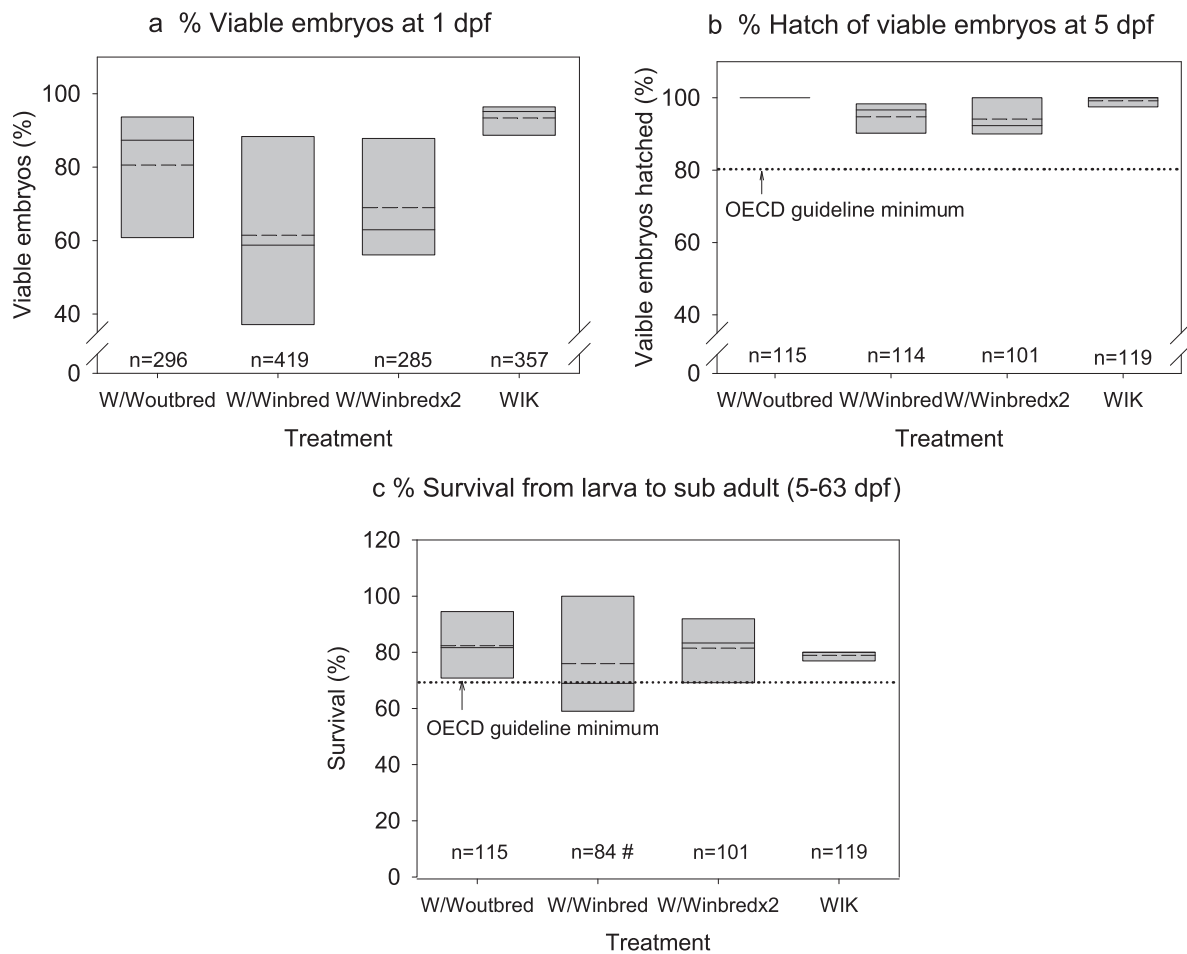 a % Viable embryos at 1 dpf
Viable embryos (%)
100
80
60
40
0
n=296 n=419 n=285 n=357
W/Woutbred W/Winbred W/Winbredx2 WIK
Treatment
b % Hatch of viable embryos at 5 dpf
Vaible embryos hatched (%)
100
80
60
40
0
OECD guideline minimum
n=115 n=114 n=101 n=119
W/Woutbred W/Winbred W/Winbredx2 WIK
Treatment
c % Survival from larva to sub adult (5-63 dpf)
Survival (%)
120
100
80
60
40
20
0
OECD guideline minimum
n=115 n=84 # n=101 n=119
W/Woutbred W/Winbred W/Winbredx2 WIK
Treatment